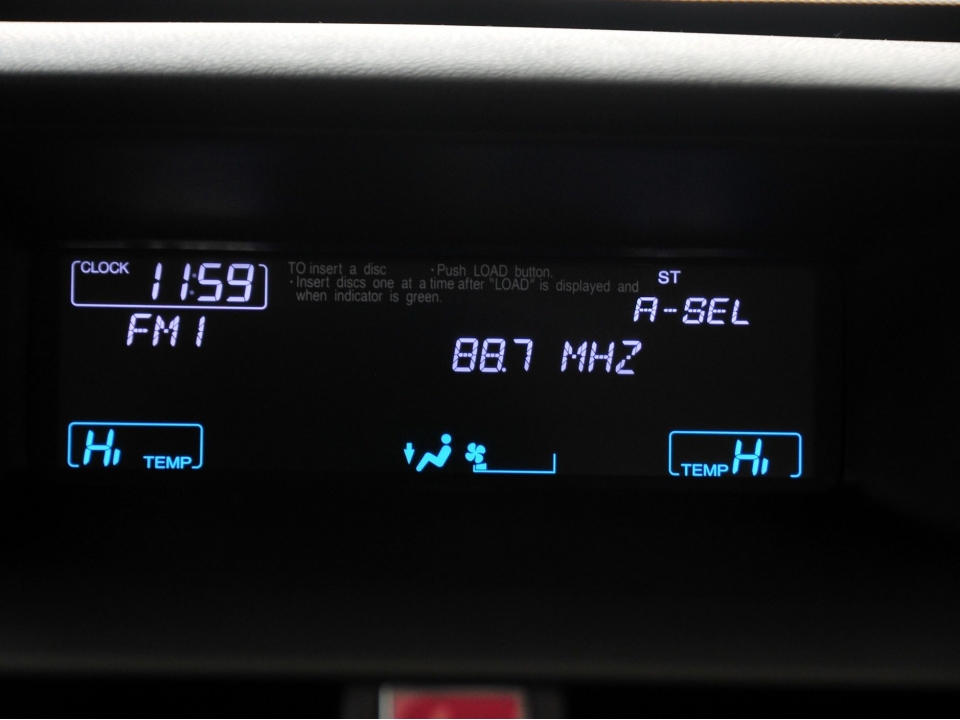 CLOCK 11:59
TO insert a disc ·Push LOAD button.
·Insert discs one at a time after "LOAD" is displayed and
when indicator is green.
ST
A-SEL
FM1
88.7 MHZ
Hi TEMP
TEMP Hi